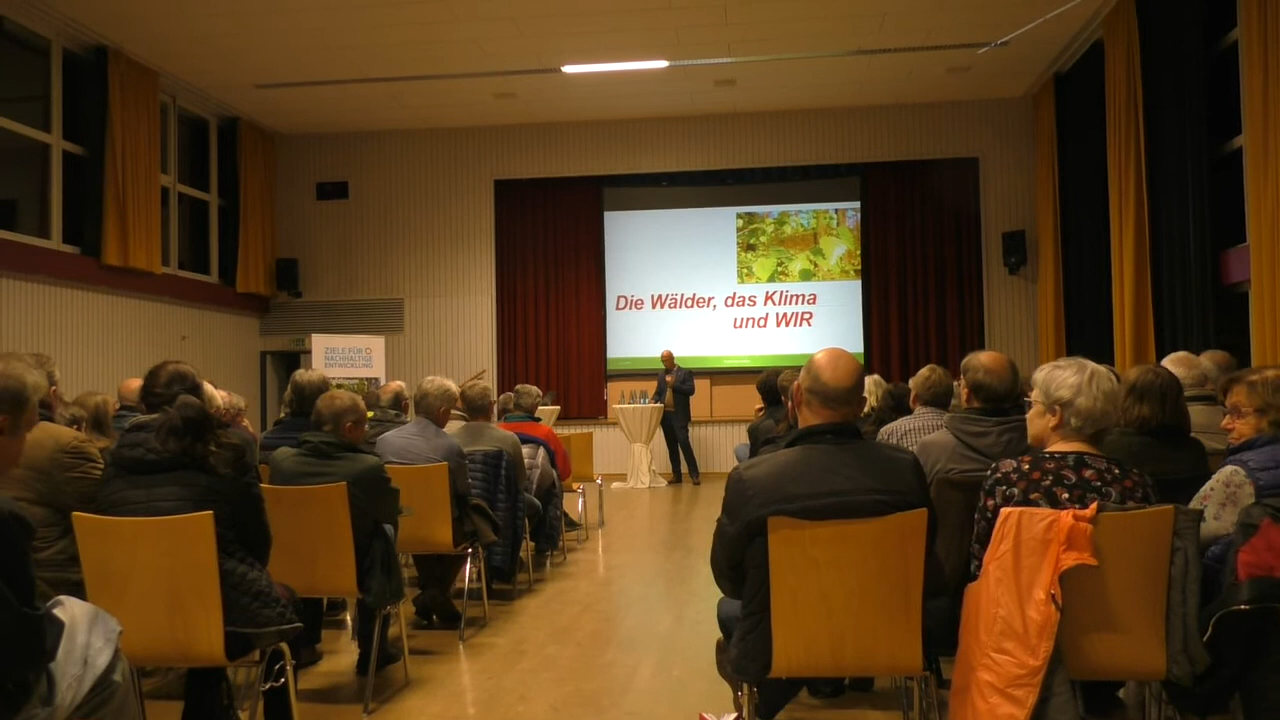 Die Wälder, das Klima
und WIR
ZIELE FÜR
NACHHALTIGE
ENTWICKLUNG